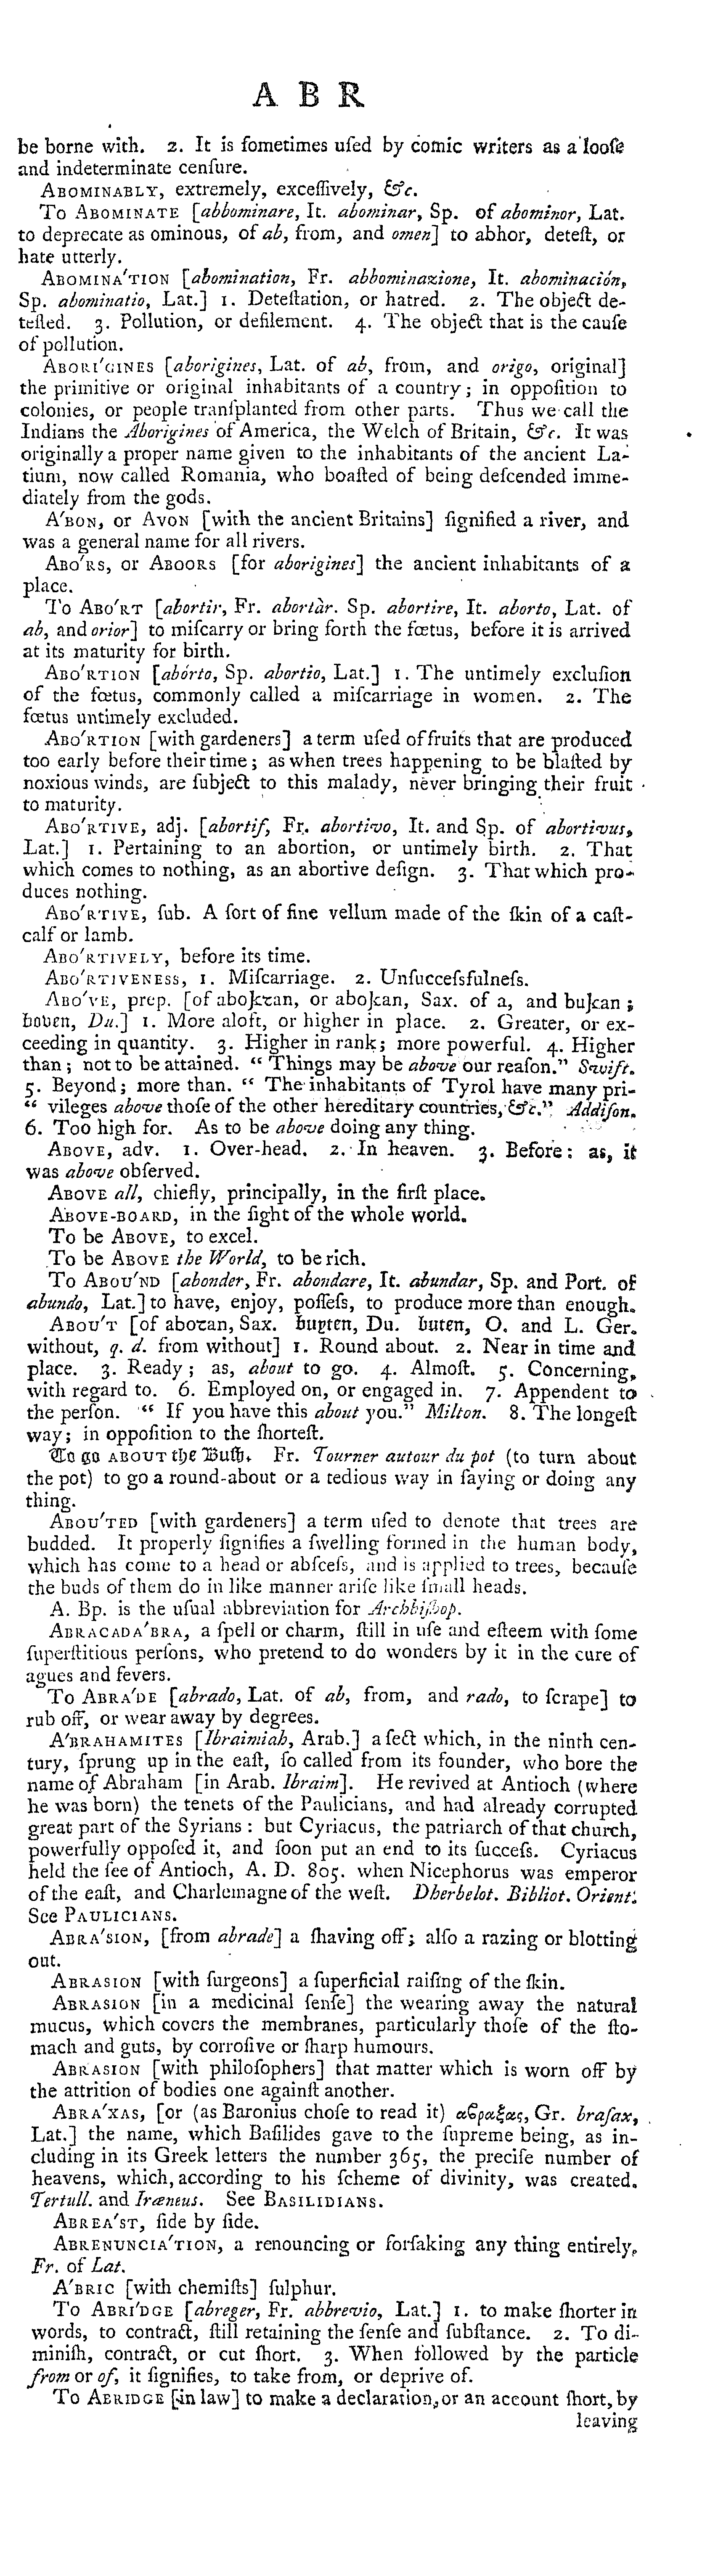 A B R
be borne with. 2. It is ſometimes uſed by comic writers as a looſe
and indeterminate cenſure.
ABOMINABLY, extremely, exceſſively, &c.
To ABOMINATE [abbominare, It. abominar, Sp. of abominor, Lat.
to deprecate as ominous, of ab, from, and omen] to abhor, deteſt, or
hate utterly.
ABOMINA′TION [abomination, Fr. abbominazione, It. abominación,
Sp. abominatio, Lat.] 1. Deteſtation, or hatred. 2. The object de-
teſted. 3. Pollution, or defilement. 4. The object that is the cauſe
of pollution.
ABORI′GINES [aborigines, Lat. of ab, from, and origo, original]
the primitive or original inhabitants of a country; in oppoſition to
colonies, or people tranſplanted from other parts. Thus we call the
Indians the Aborigines of America, the Welch of Britain, &c. It was
originally a proper name given to the inhabitants of the ancient La-
tium, now called Romania, who boaſted of being deſcended imme-
diately from the gods.
A′BON, or AVON [with the ancient Britains] ſignified a river, and
was a general name for all rivers.
ABO′RS, or ABOORS [for aborigines] the ancient inhabitants of a
place.
To ABO′RT [abortir, Fr. abortàr. Sp. abortire, It. aborto, Lat. of
ab, and orior] to miſcarry or bring forth the fœtus, before it is arrived
at its maturity for birth.
ABO′RTION [abórto, Sp. abortio, Lat.] 1. The untimely excluſion
of the fœtus, commonly called a miſcarriage in women. 2. The
fœtus untimely excluded.
ABO′RTION [with gardeners] a term uſed of fruits that are produced
too early before their time; as when trees happening to be blaſted by
noxious winds, are ſubject to this malady, never bringing their fruit
to maturity.
ABO′RTIVE, adj. [abortif, Fr. abortivo, It. and Sp. of abortivus,
Lat.] 1. Pertaining to an abortion, or untimely birth. 2. That
which comes to nothing, as an abortive deſign. 3. That which pro-
duces nothing.
ABO′RTIVE, ſub. A ſort of fine vellum made of the ſkin of a caſt-
calf or lamb.
ABO′RTIVELY, before its time.
ABO′RTIVENESS, 1. Miſcarriage. 2. Unſucceſsfulneſs.
ABO′VE, prep. [of or Sax. of a, and
boven, Du.] 1. More aloft, or higher in place. 2. Greater, or ex-
ceeding in quantity. 3. Higher in rank; more powerful. 4. Higher
than; not to be attained. “ Things may be above our reaſon.” Swift.
5. Beyond; more than. “ The inhabitants of Tyrol have many pri-
“ vileges above thoſe of the other hereditary countries, &c.” Addiſon.
6. Too high for. As to be above doing any thing.
ABOVE, adv. 1. Over-head. 2. In heaven. 3. Before: as, it
was above obſerved.
ABOVE all, chiefly, principally, in the firſt place.
ABOVE-BOARD, in the ſight of the whole world.
To be ABOVE, to excel.
To be ABOVE the World, to be rich.
To ABOU′ND [abonder, Fr. abondare, It. abundar, Sp. and Port. of
abundo, Lat.] to have, enjoy, poſſeſs, to produce more than enough.
ABOU′T [of Sax. Du. buten, O. and L. Ger.
without, q. d. from without] 1. Round about. 2. Near in time and
place. 3. Ready; as, about to go. 4. Almoſt. 5. Concerning,
with regard to. 6. Employed on, or engaged in. 7. Appendent to
the perſon. “ If you have this about you.” Milton. 8. The longeſt
way; in oppoſition to the ſhorteſt.
To go ABOUT the Buſh. Fr. Tourner autour du pot (to turn about
the pot) to go a round-about or a tedious way in ſaying or doing any
thing.
ABOU′TED [with gardeners] a term uſed to denote that trees are
budded. It properly ſignifies a ſwelling formed in the human body,
which has come to a head or abſceſs, and is applied to trees, becauſe
the buds of them do in like manner ariſe like ſmall heads.
A. Bp. is the uſual abbreviation for Archbiſhop.
ABRACADA′BRA, a ſpell or charm, ſtill in uſe and eſteem with ſome
ſuperſtitious perſons, who pretend to do wonders by it in the cure of
agues and fevers.
To ABRA′DE [abrado, Lat. of ab, from, and rado, to ſcrape] to
rub off, or wear away by degrees.
A′BRAHAMITES [Ibraimiah, Arab.] a ſect which, in the ninth cen-
tury, ſprung up in the eaſt, ſo called from its founder, who bore the
name of Abraham [in Arab. Ibraim]. He revived at Antioch (where
he was born) the tenets of the Paulicians, and had already corrupted
great part of the Syrians: but Cyriacus, the patriarch of that church,
powerfully oppoſed it, and ſoon put an end to its ſucceſs. Cyriacus
held the ſee of Antioch, A. D. 805. when Nicephorus was emperor
of the eaſt, and Charlemagne of the weſt. Dherbelot. Bibliot. Orient.
See PAULICIANS.
ABRA′SION, [from abrade] a ſhaving off; alſo a razing or blotting
out.
ABRASION [with ſurgeons] a ſuperficial raiſing of the ſkin.
ABRASION [in a medicinal ſenſe] the wearing away the natural
mucus, which covers the membranes, particularly thoſe of the ſto-
mach and guts, by corroſive or ſharp humours.
ABRASION [with philoſophers] that matter which is worn off by
the attrition of bodies one againſt another.
ABRA′XAS, [or (as Baronius choſe to read it) αϐραξας, Gr. braſax,
Lat.] the name, which Baſilides gave to the ſupreme being, as in-
cluding in its Greek letters the number 365, the preciſe number of
heavens, which, according to his ſcheme of divinity, was created.
Tertull. and Iræneus. See BASILIDIANS.
ABREA′ST, ſide by ſide.
ABRENUNCIA′TION, a renouncing or forſaking any thing entirely,
Fr. of Lat.
A′BRIC [with chemiſts] ſulphur.
To ABRI′DGE [abreger, Fr. abbrevio, Lat.] 1. to make ſhorter in
words, to contract, ſtill retaining the ſenſe and ſubſtance. 2. To di-
miniſh, contract, or cut ſhort. 3. When followed by the particle
from or of, it ſignifies, to take from, or deprive of.
To ABRIDGE [in law] to make a declaration, or an account ſhort, by
leaving